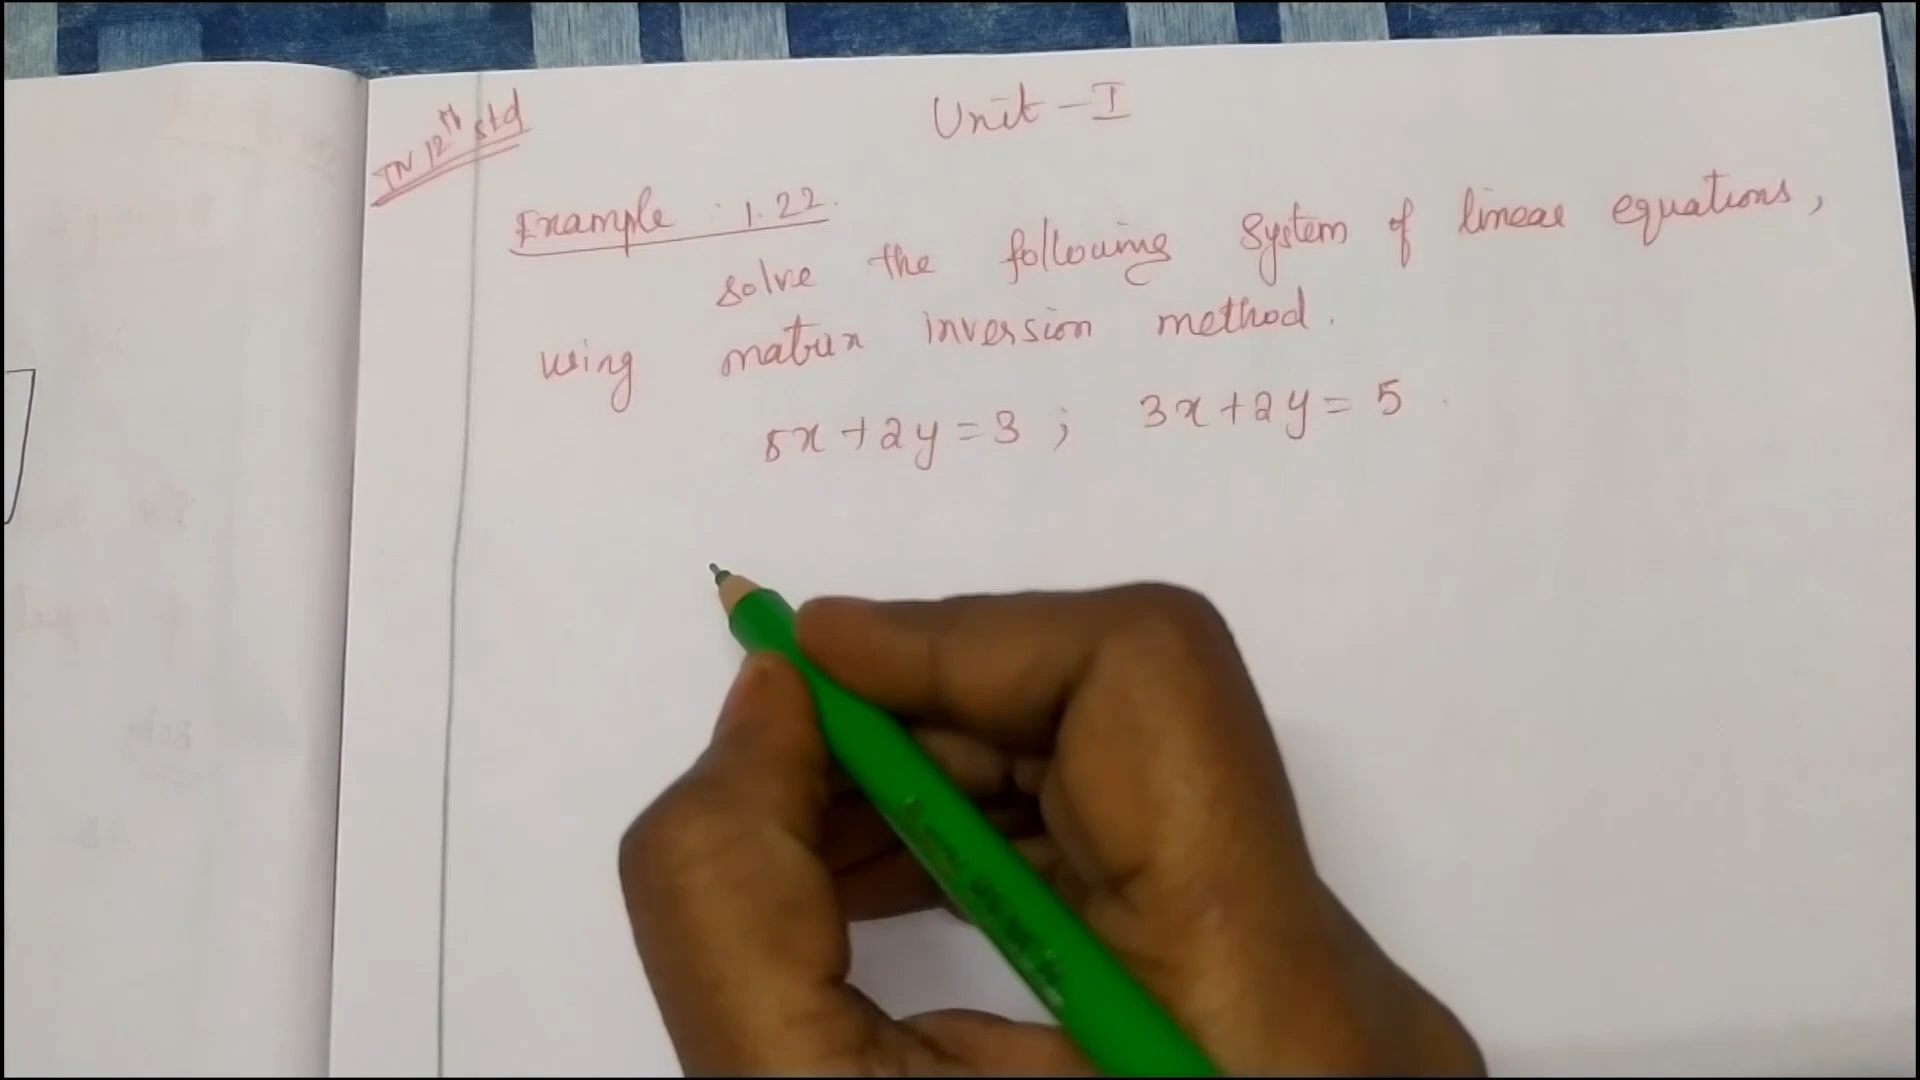 TN 12th std
Unit - I
Example : 1.22.
solve the following system of linear equations,
using matrix inversion method.
5x + 2y = 3 ; 3x + 2y = 5